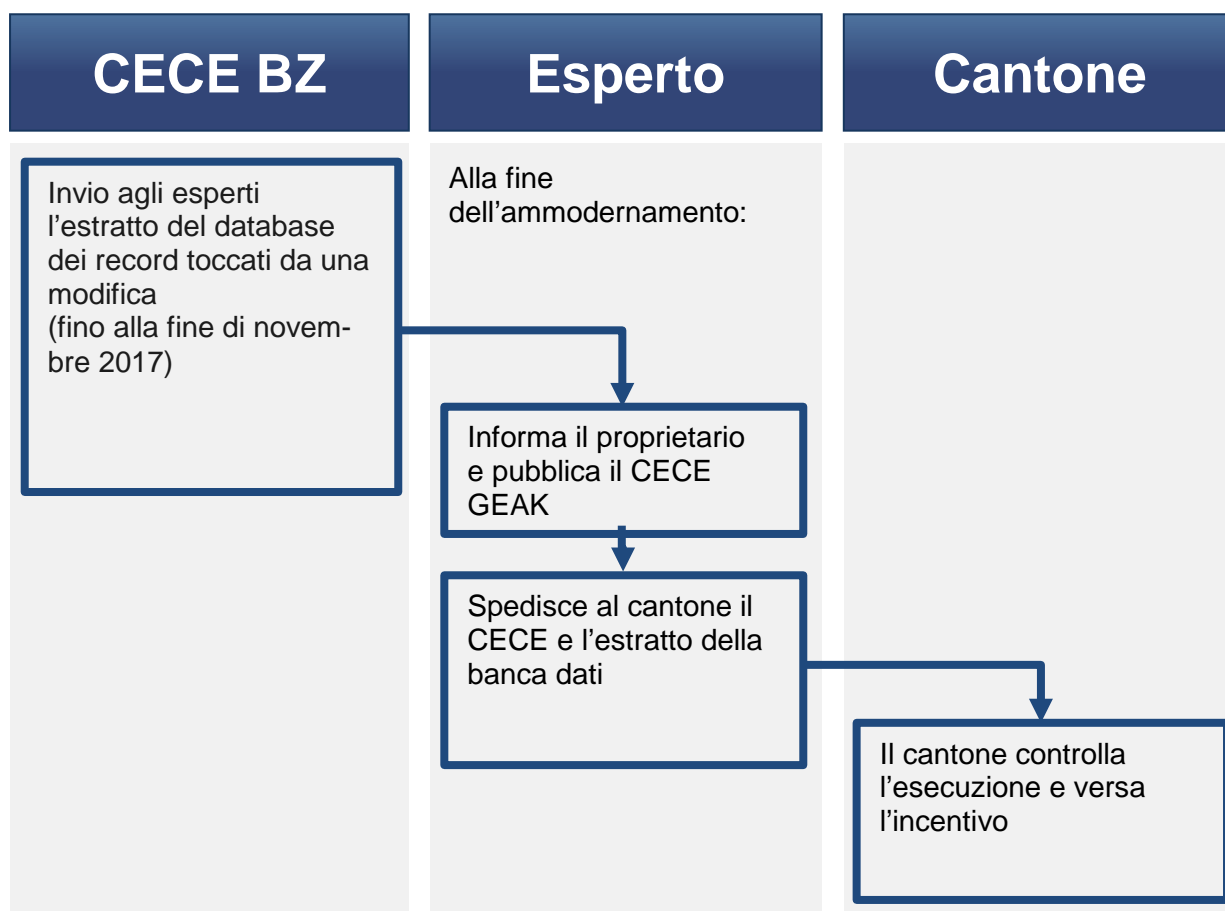 CECE BZ
Esperto
Cantone
Invio agli esperti
l’estratto del database
dei record toccati da una
modifica
(fino alla fine di novem-
bre 2017)
Alla fine
dell’ammodernamento:
Informa il proprietario
e pubblica il CECE
GEAK
Spedisce al cantone il
CECE e l’estratto della
banca dati
Il cantone controlla
l’esecuzione e versa
l’incentivo